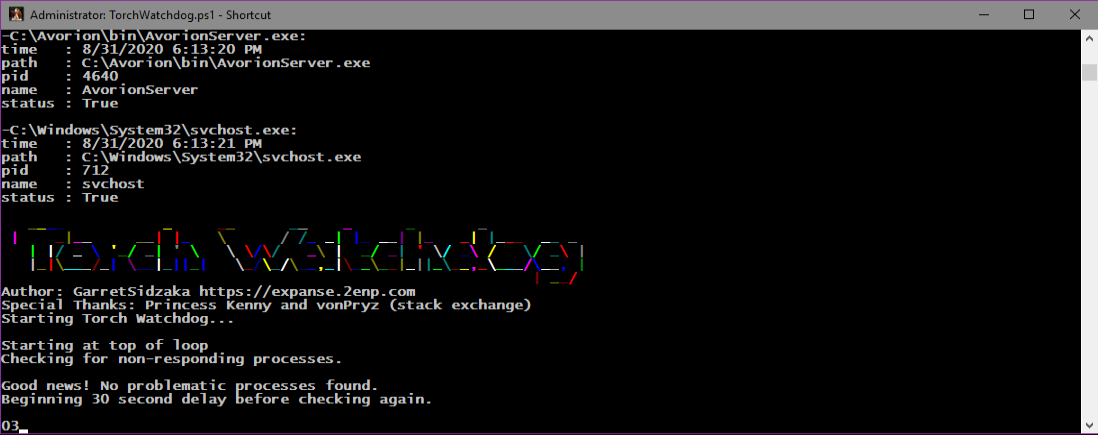 Administrator: TorchWatchdog.ps1 - Shortcut
-C:\Avorion\bin\AvorionServer.exe:
time : 8/31/2020 6:13:20 PM
path : C:\Avorion\bin\AvorionServer.exe
pid : 4640
name : AvorionServer
status : True
-C:\Windows\System32\svchost.exe:
time : 8/31/2020 6:13:21 PM
path : C:\Windows\System32\svchost.exe
pid : 712
name : svchost
status : True
Torch Watchdog
Author: GarretSidzaka https://expanse.2enp.com
Special Thanks: Princess Kenny and vonPryz (stack exchange)
Starting Torch Watchdog...
Starting at top of loop
Checking for non-responding processes.
Good news! No problematic processes found.
Beginning 30 second delay before checking again.
03